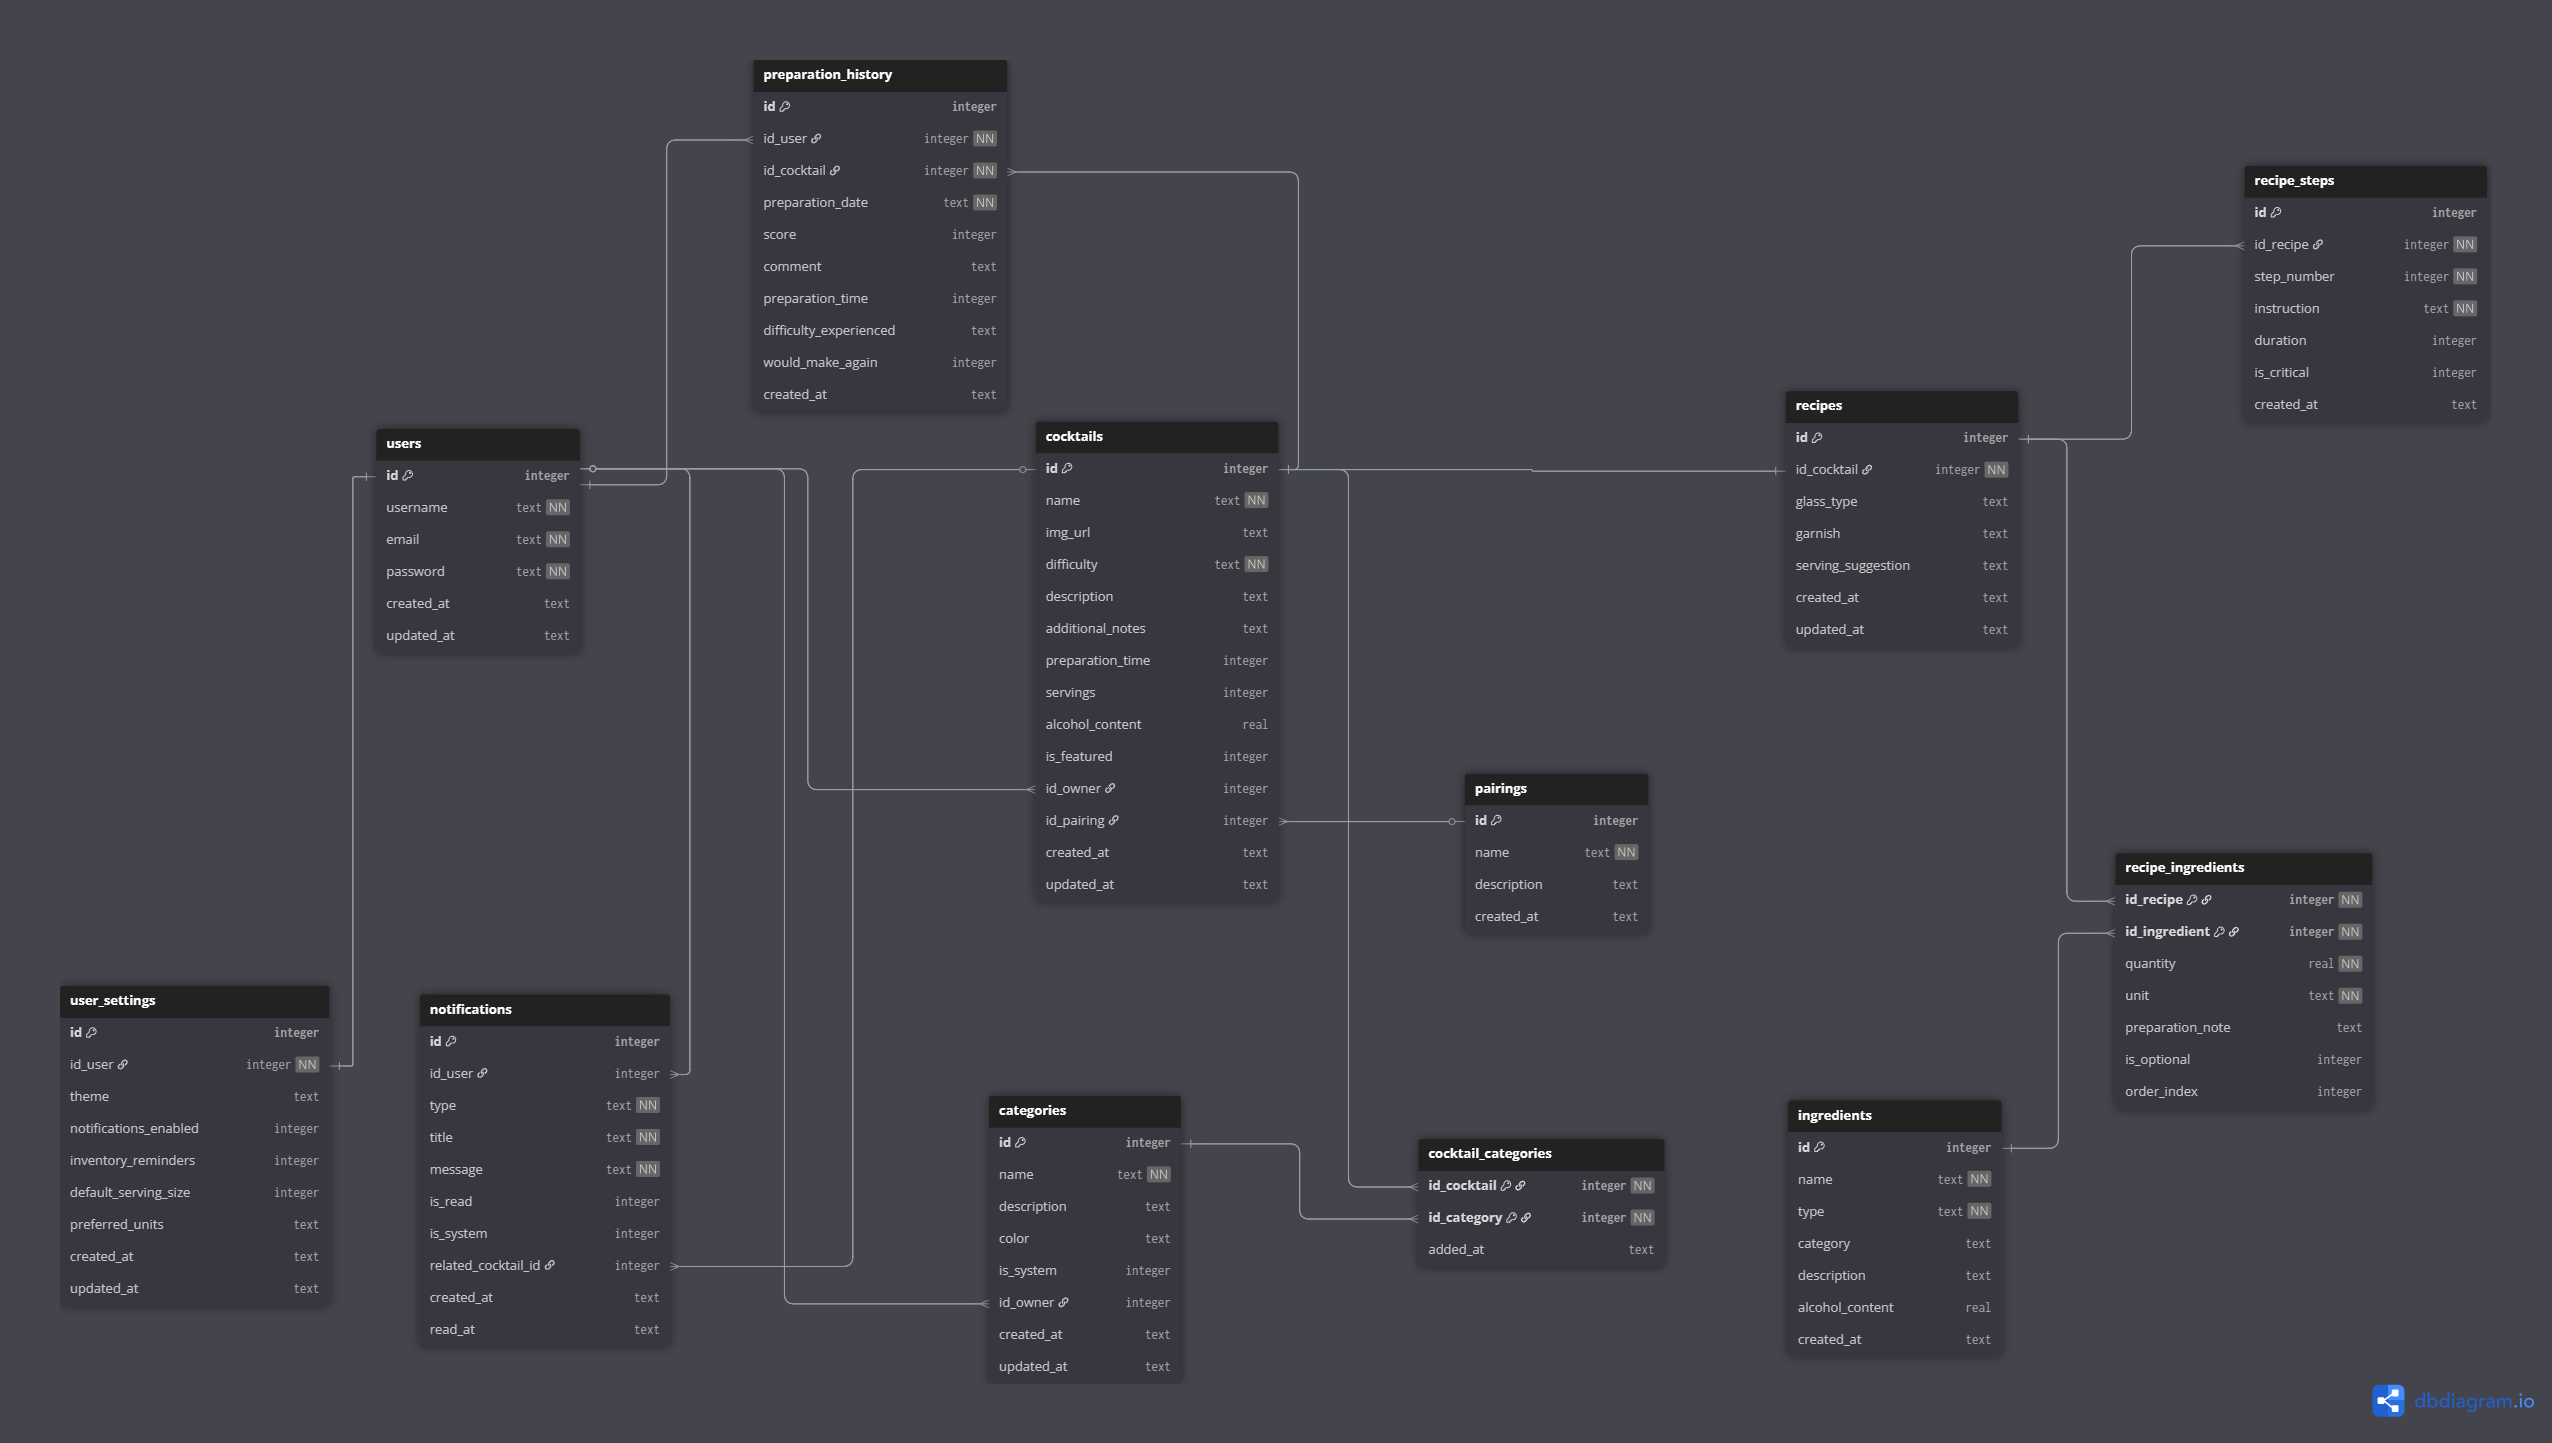 preparation_history
id integer
id_user integer NN
id_cocktail integer NN
preparation_date text NN
score integer
comment text
preparation_time integer
difficulty_experienced text
would_make_again integer
created_at text
recipe_steps
id integer
id_recipe integer NN
step_number integer NN
instruction text NN
duration integer
is_critical integer
created_at text
users
id integer
username text NN
email text NN
password text NN
created_at text
updated_at text
cocktails
id integer
name text NN
img_url text
difficulty text NN
description text
additional_notes text
preparation_time integer
servings integer
alcohol_content real
is_featured integer
id_owner integer
id_pairing integer
created_at text
updated_at text
recipes
id integer
id_cocktail integer NN
glass_type text
garnish text
serving_suggestion text
created_at text
updated_at text
pairings
id integer
name text NN
description text
created_at text
recipe_ingredients
id_recipe integer NN
id_ingredient integer NN
quantity real NN
unit text NN
preparation_note text
is_optional integer
order_index integer
user_settings
id integer
id_user integer NN
theme text
notifications_enabled integer
inventory_reminders integer
default_serving_size integer
preferred_units text
created_at text
updated_at text
notifications
id integer
id_user integer
type text NN
title text NN
message text NN
is_read integer
is_system integer
related_cocktail_id integer
created_at text
read_at text
categories
id integer
name text NN
description text
color text
is_system integer
id_owner integer
created_at text
updated_at text
cocktail_categories
id_cocktail integer NN
id_category integer NN
added_at text
ingredients
id integer
name text NN
type text NN
category text
description text
alcohol_content real
created_at text
dbdiagram.io